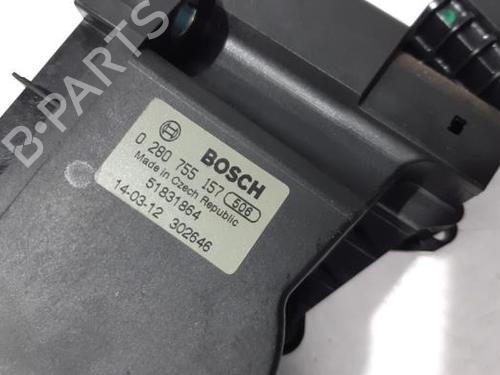 BOSCH
0 280 755 157 506
Made in Czech Republic
51831864
14-03-12 302646
B-PARTS